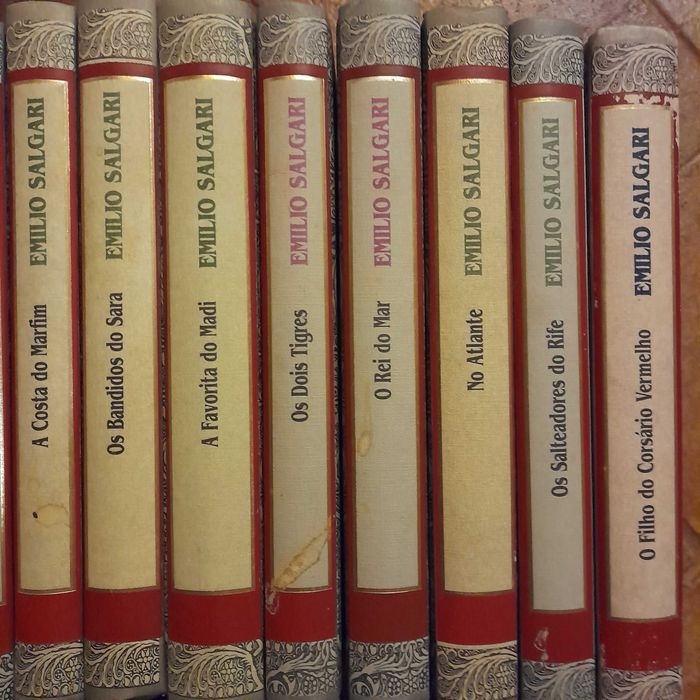 A Costa do Marfim EMILIO SALGARI
Os Bandidos do Sara EMILIO SALGARI
A Favorita do Madi EMILIO SALGARI
Os Dois Tigres EMILIO SALGARI
O Rei do Mar EMILIO SALGARI
No Atlante EMILIO SALGARI
Os Salteadores do Rife EMILIO SALGARI
O Filho do Corsário Vermelho EMILIO SALGARI